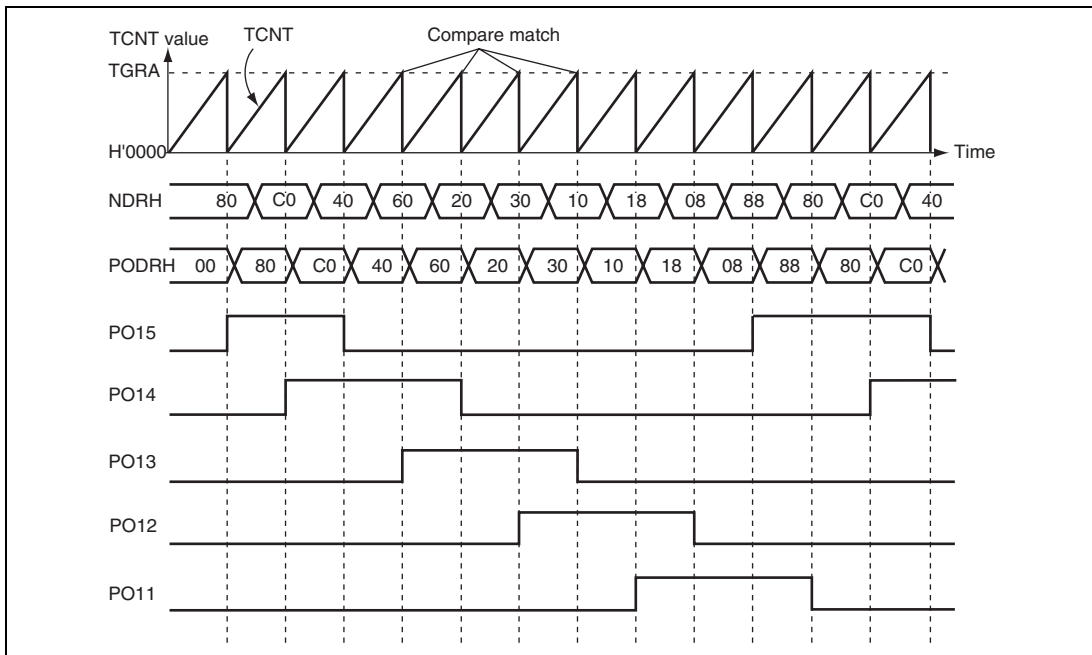 TCNT value TCNT Compare match
TGRA
H'0000 Time
NDRH 80 C0 40 60 20 30 10 18 08 88 80 C0 40
PODRH 00 80 C0 40 60 20 30 10 18 08 88 80 C0
PO15
PO14
PO13
PO12
PO11